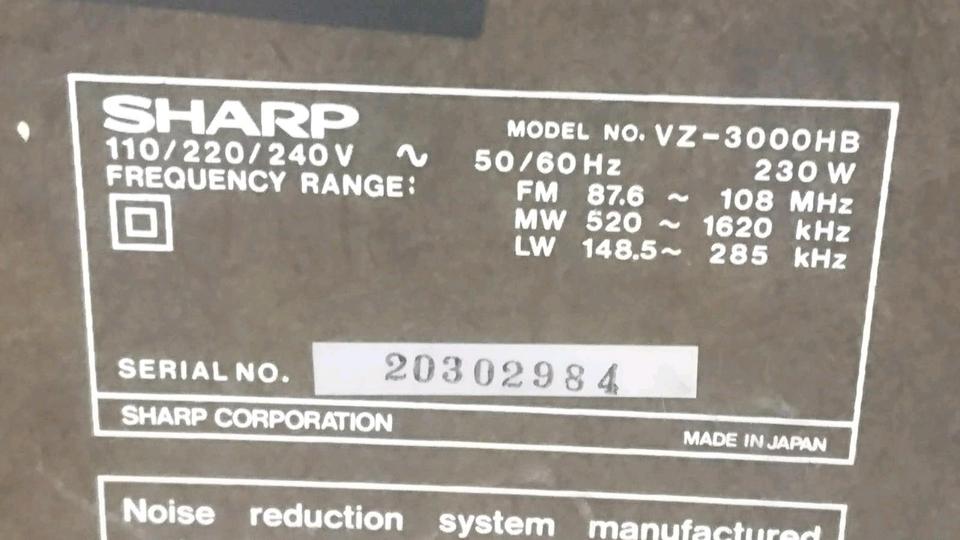 SHARP
MODEL NO. VZ-3000HB
110/220/240V ~ 50/60Hz 230W
FREQUENCY RANGE: FM 87.6 ~ 108 MHz
MW 520 ~ 1620 kHz
LW 148.5~ 285 kHz
SERIAL NO. 20302984
SHARP CORPORATION
MADE IN JAPAN
Noise reduction system manufactured